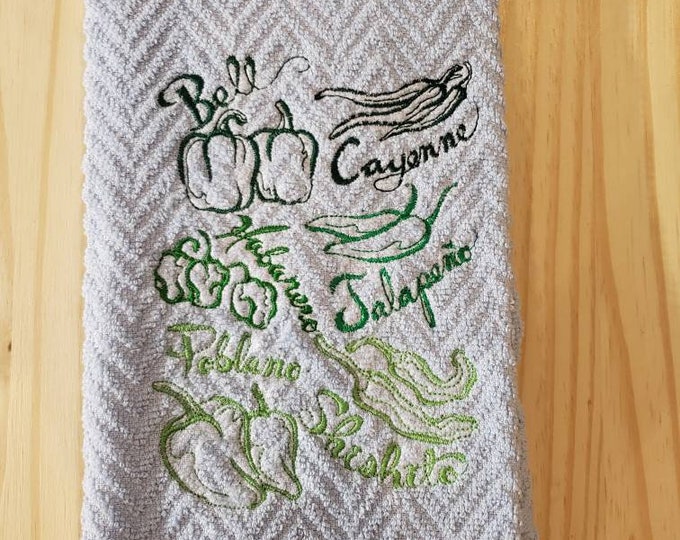 Bell
Cayenne
Habanero
Jalapeño
Poblano
Shishito